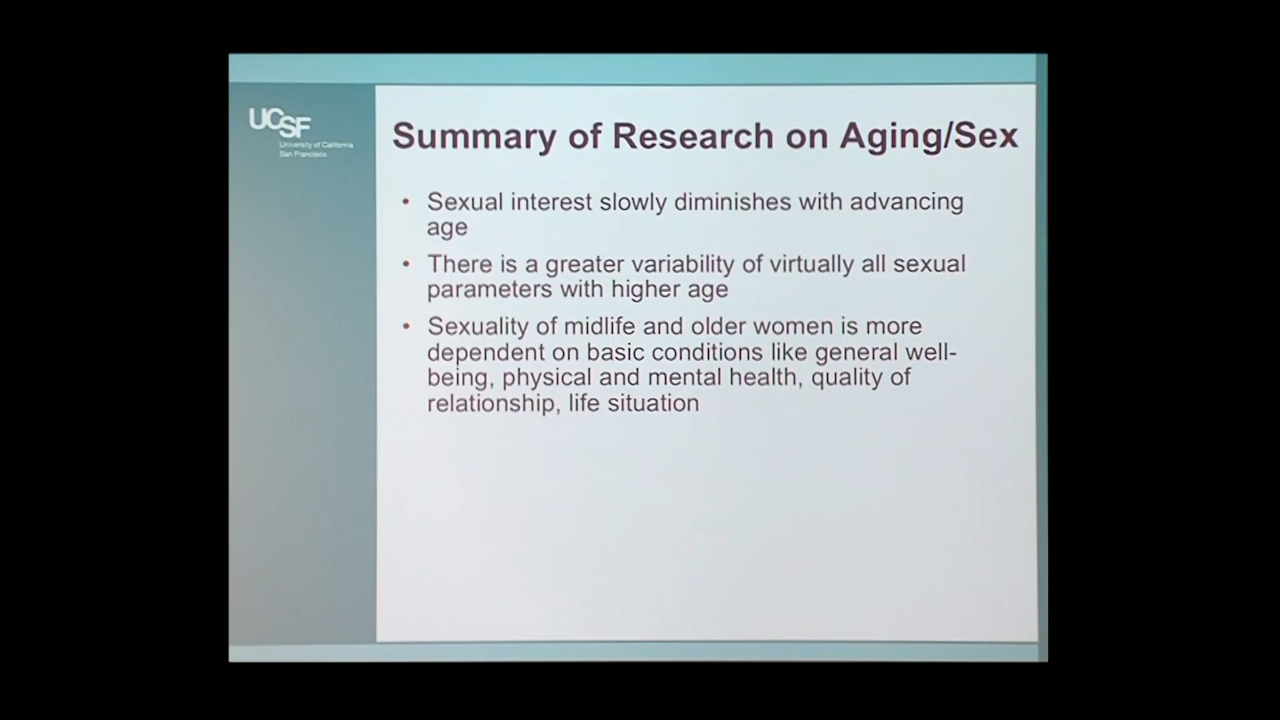 UCSF
University of California
San Francisco
Summary of Research on Aging/Sex
• Sexual interest slowly diminishes with advancing
age
• There is a greater variability of virtually all sexual
parameters with higher age
• Sexuality of midlife and older women is more
dependent on basic conditions like general well-
being, physical and mental health, quality of
relationship, life situation